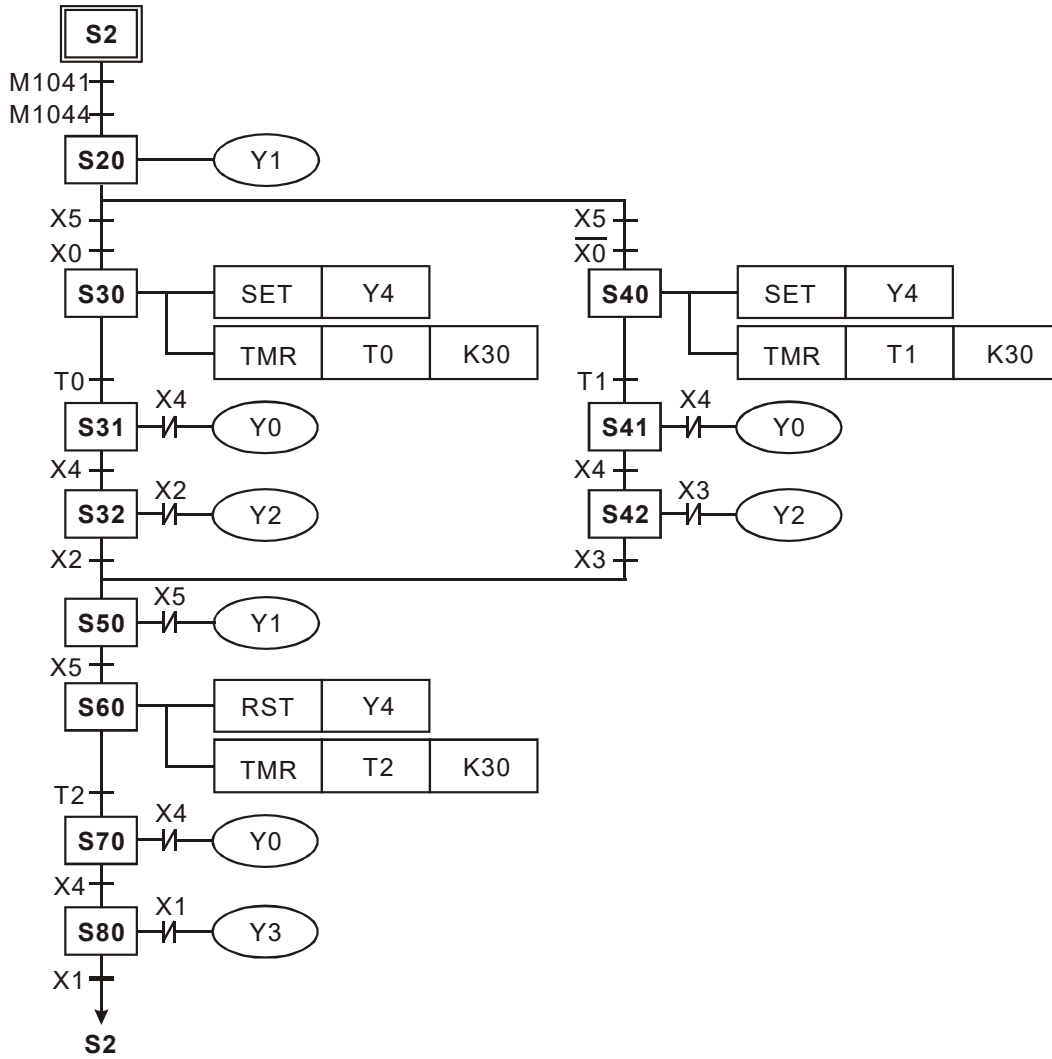 S2
M1041
M1044
S20 Y1
X5 X5
X0 X̅0̅
S30 SET Y4 S40 SET Y4
TMR T0 K30 TMR T1 K30
T0 T1
X4 X4
S31 Y0 S41 Y0
X4 X4
X2 X3
S32 Y2 S42 Y2
X2 X3
X5
S50 Y1
X5
S60 RST Y4
TMR T2 K30
T2
X4
S70 Y0
X4
X1
S80 Y3
X1
S2